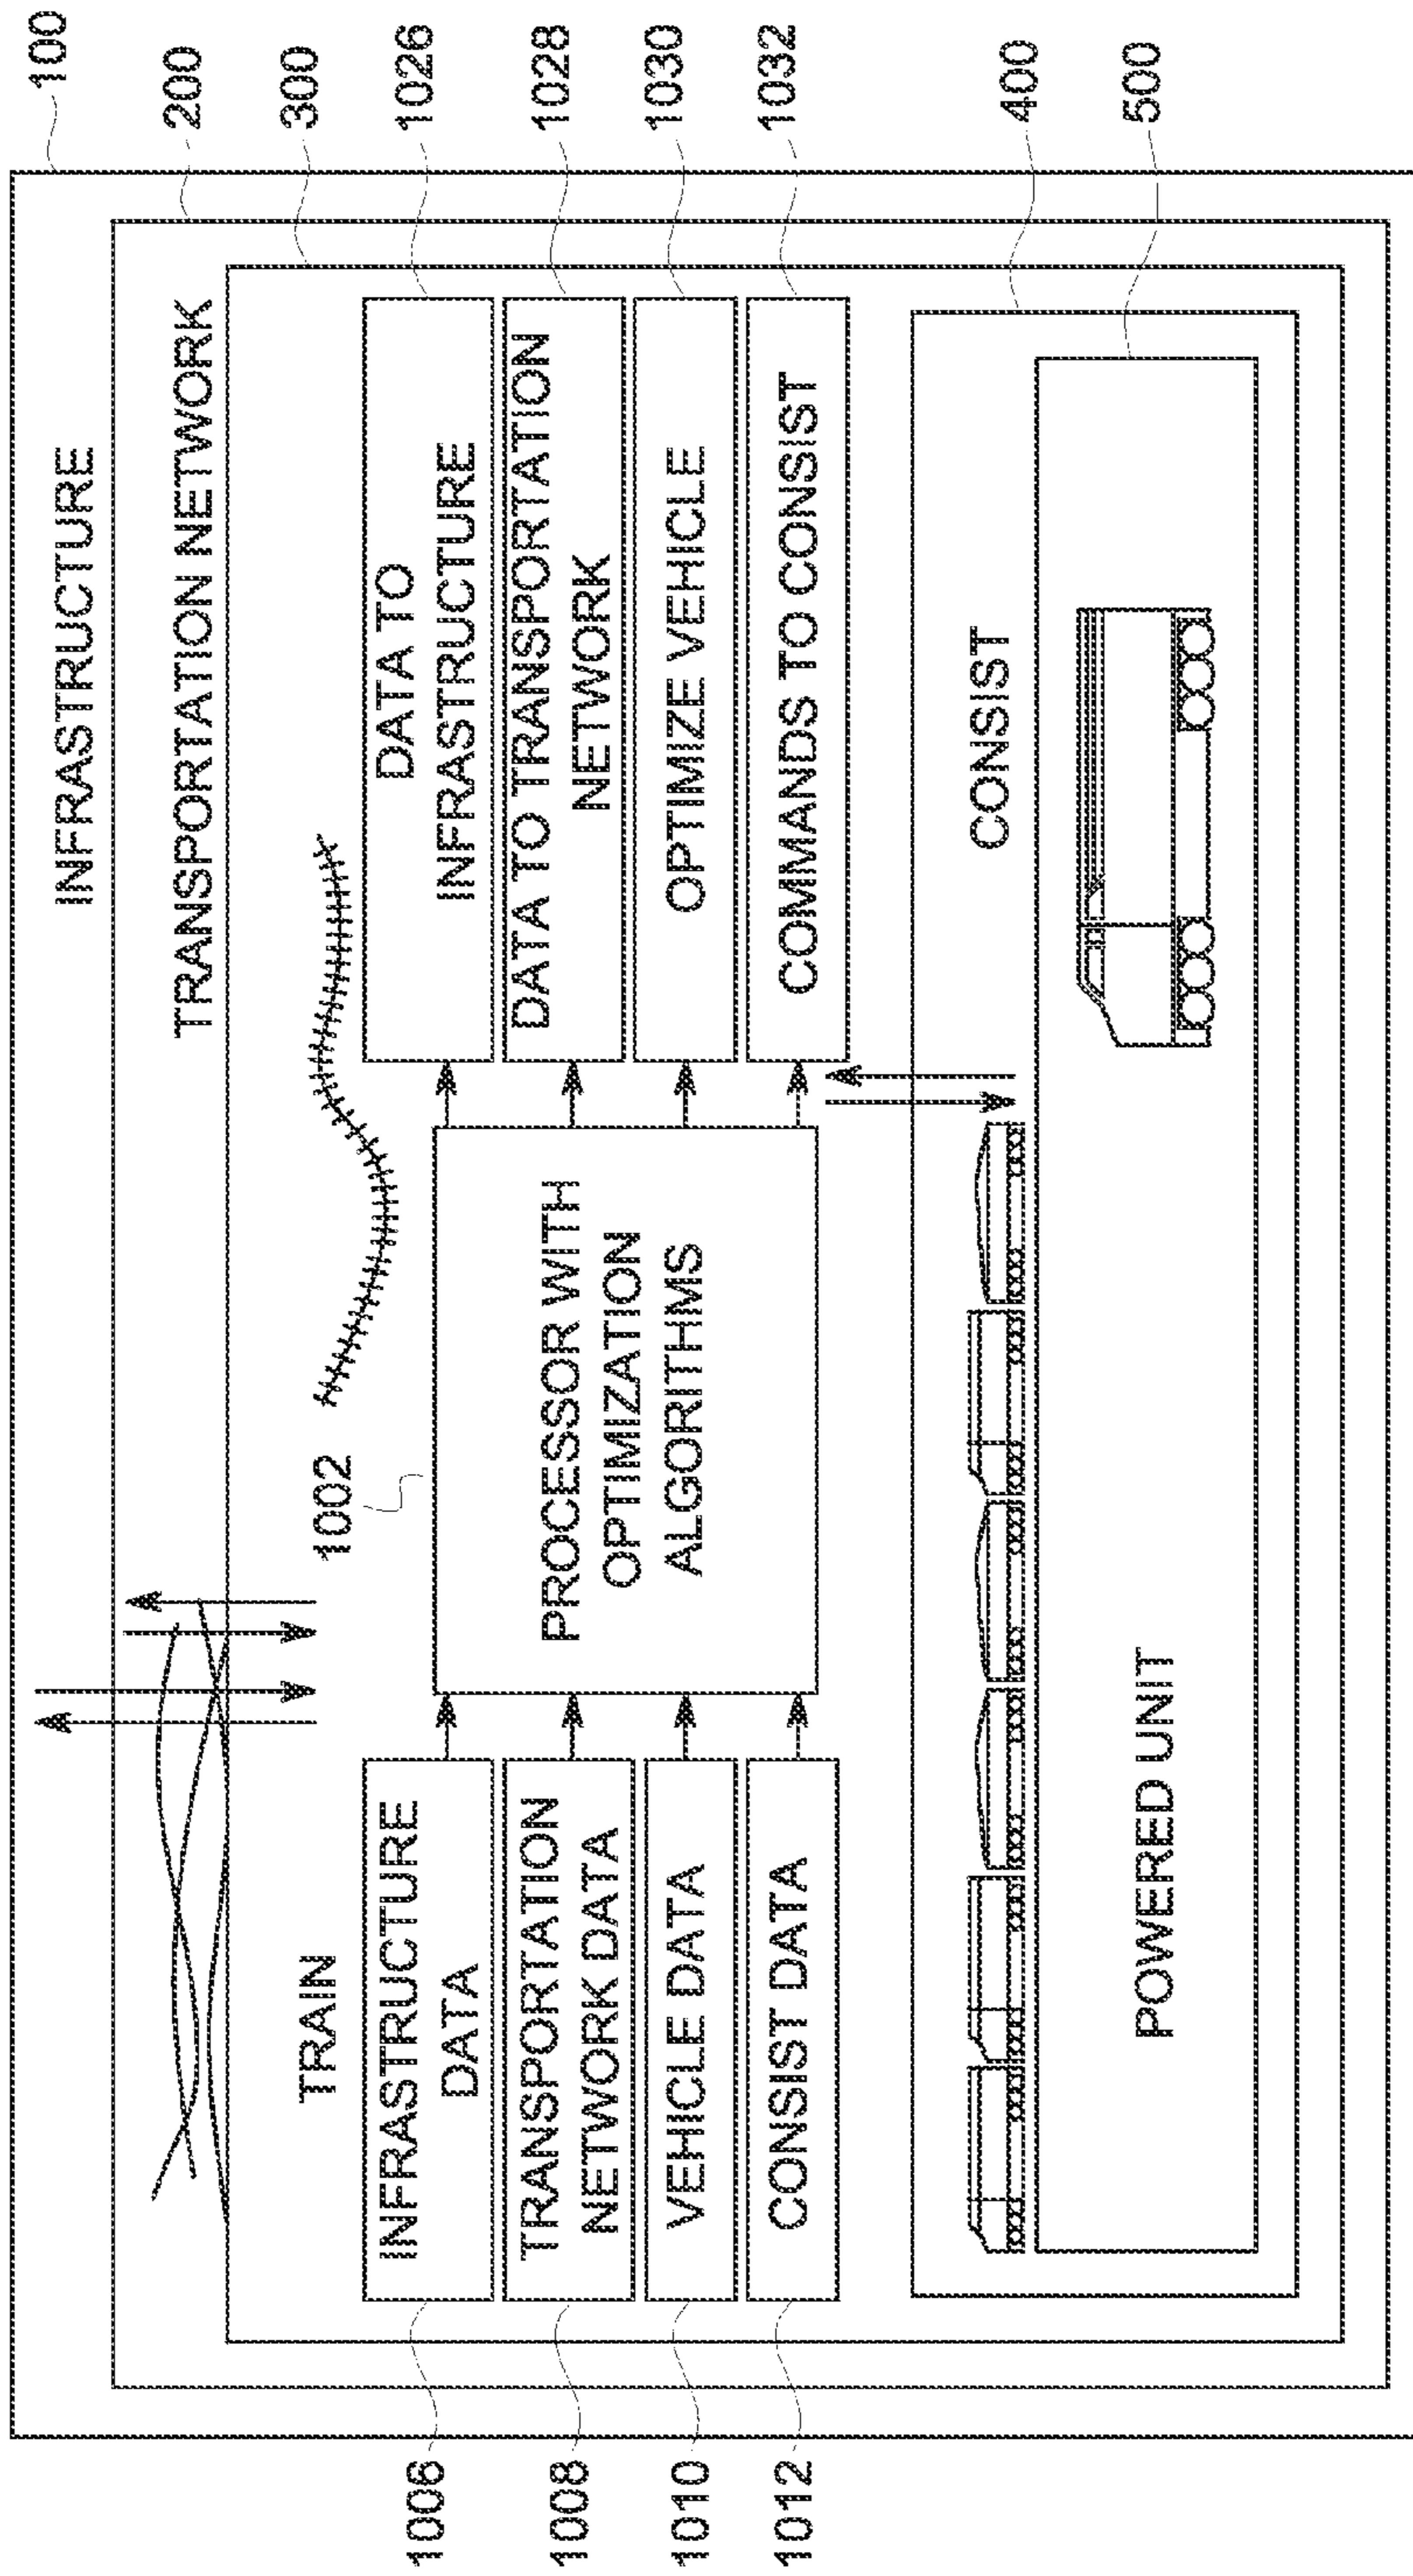 INFRASTRUCTURE
100
TRANSPORTATION NETWORK
200
300
TRAIN
1002
1006
INFRASTRUCTURE
DATA
1008
TRANSPORTATION
NETWORK DATA
1010
VEHICLE DATA
1012
CONSIST DATA
PROCESSOR WITH
OPTIMIZATION
ALGORITHMS
DATA TO
INFRASTRUCTURE
1026
DATA TO TRANSPORTATION
NETWORK
1028
OPTIMIZE VEHICLE
1030
COMMANDS TO CONSIST
1032
CONSIST
400
POWERED UNIT
500